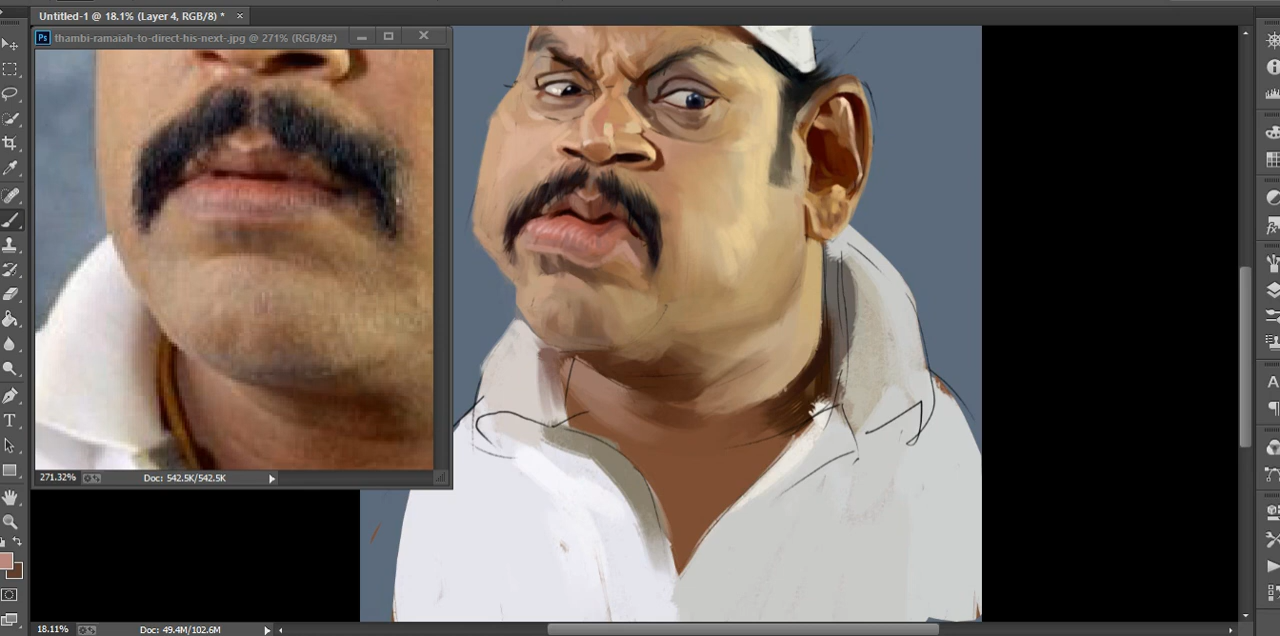 Untitled-1 @ 18.1% (Layer 4, RGB/8) * ×
Ps thambi-ramaiah-to-direct-his-next-.jpg @ 271% (RGB/8#)
271.32% Doc: 542.5K/542.5K
18.11% Doc: 49.4M/102.6M